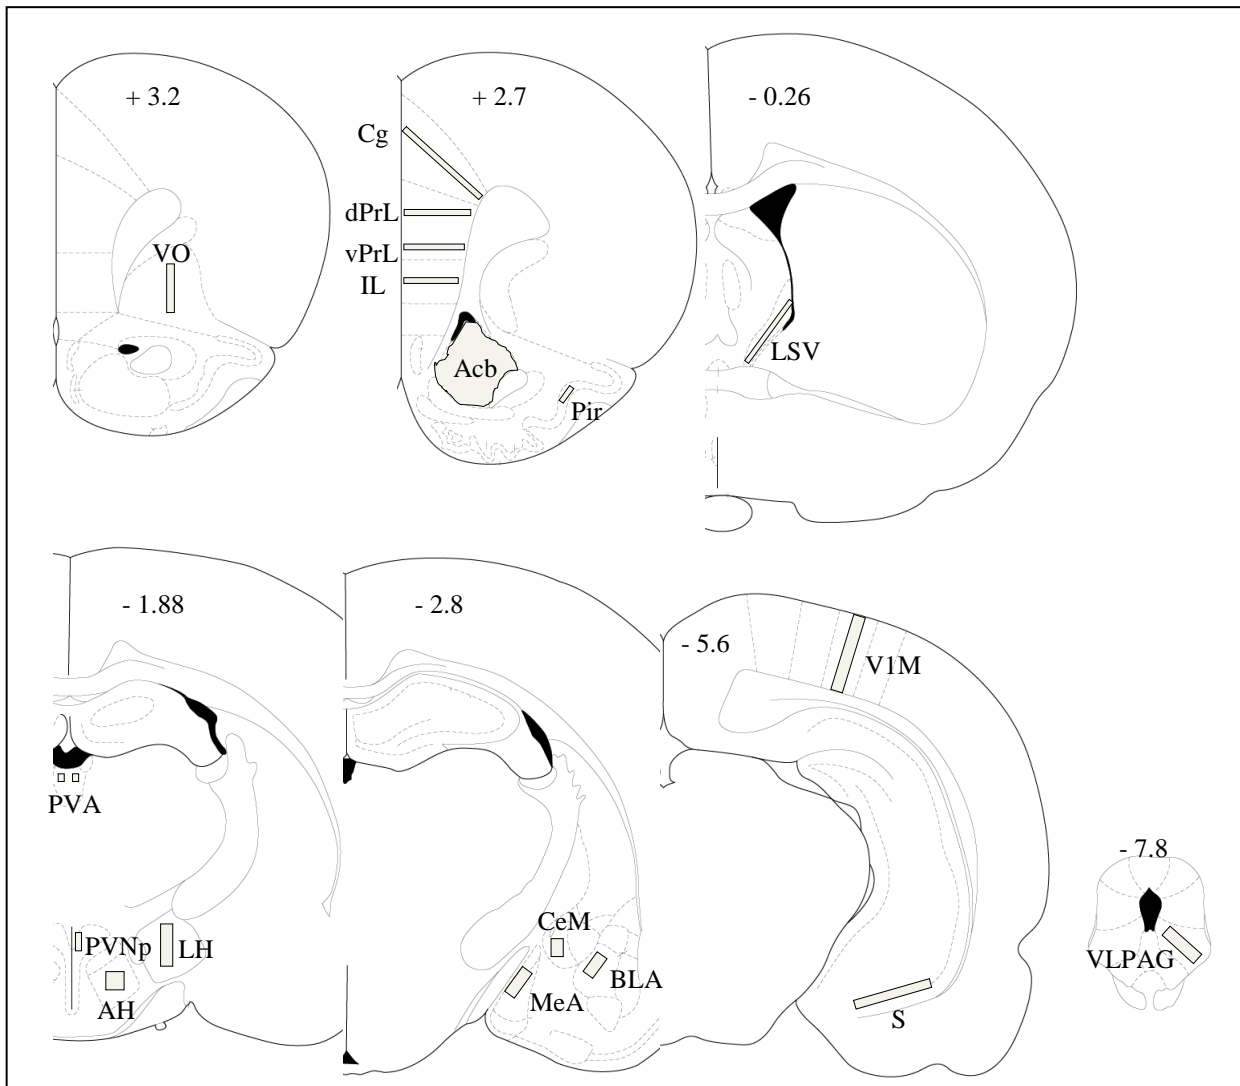 + 3.2
VO
+ 2.7
Cg
dPrL
vPrL
IL
Acb
Pir
- 0.26
LSV
- 1.88
PVA
PVNp
LH
AH
- 2.8
CeM
BLA
MeA
- 5.6
V1M
S
- 7.8
VLPAG